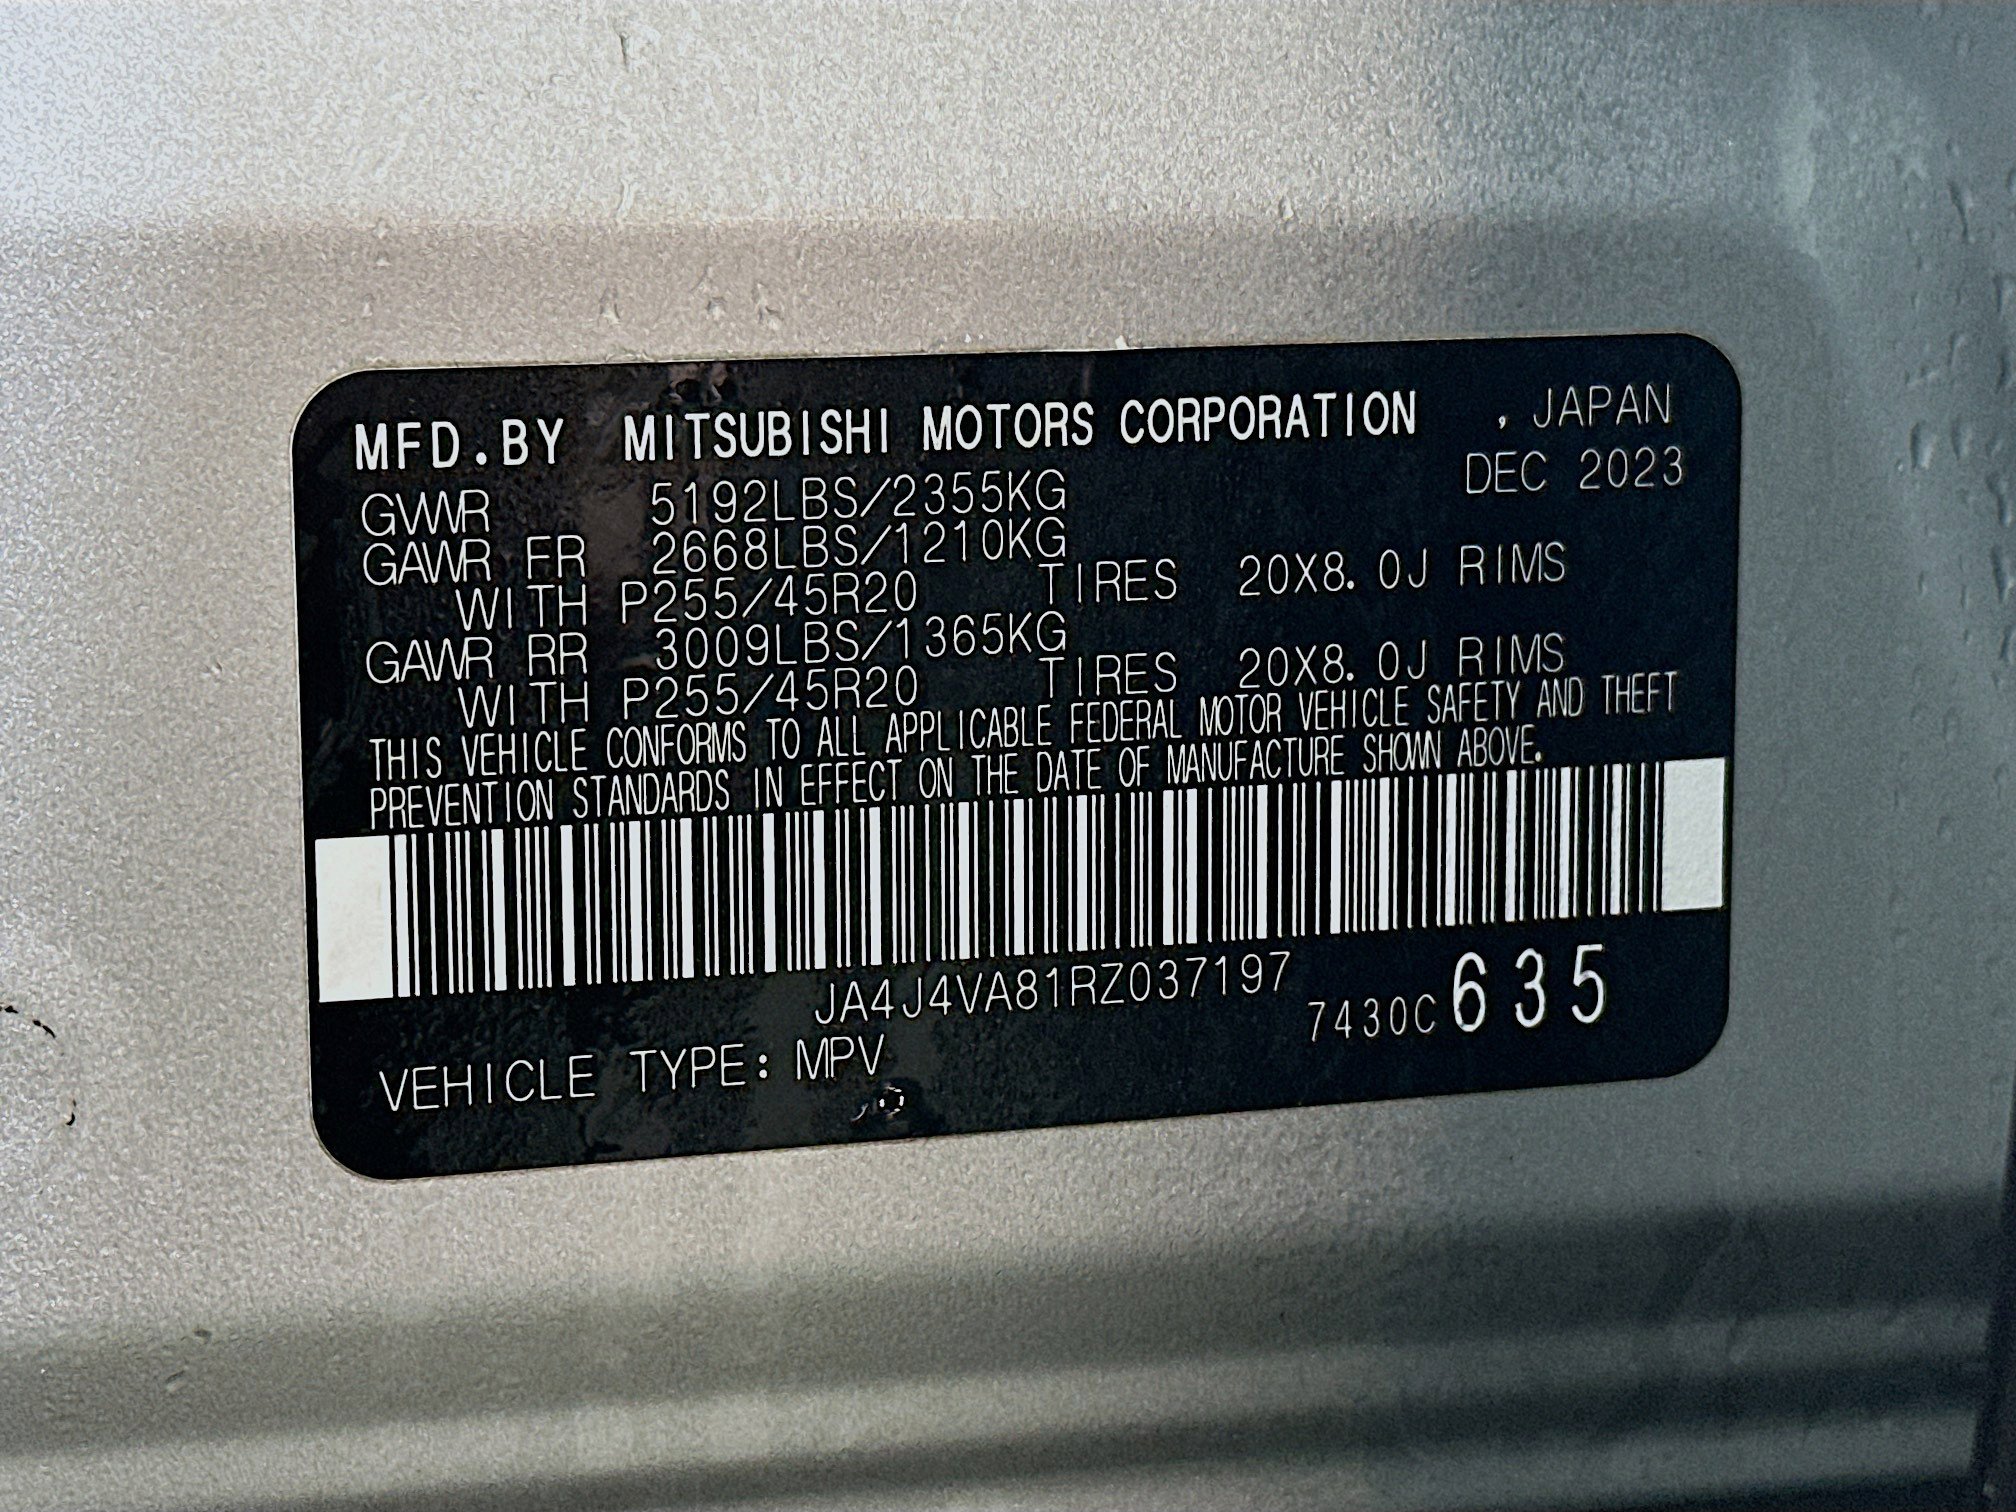 MFD.BY MITSUBISHI MOTORS CORPORATION , JAPAN
GVWR 5192LBS/2355KG DEC 2023
GAWR FR 2668LBS/1210KG
WITH P255/45R20 TIRES 20X8.0J RIMS
GAWR RR 3009LBS/1365KG
WITH P255/45R20 TIRES 20X8.0J RIMS
THIS VEHICLE CONFORMS TO ALL APPLICABLE FEDERAL MOTOR VEHICLE SAFETY AND THEFT
PREVENTION STANDARDS IN EFFECT ON THE DATE OF MANUFACTURE SHOWN ABOVE.
JA4J4VA81RZ037197
7430C 635
VEHICLE TYPE: MPV